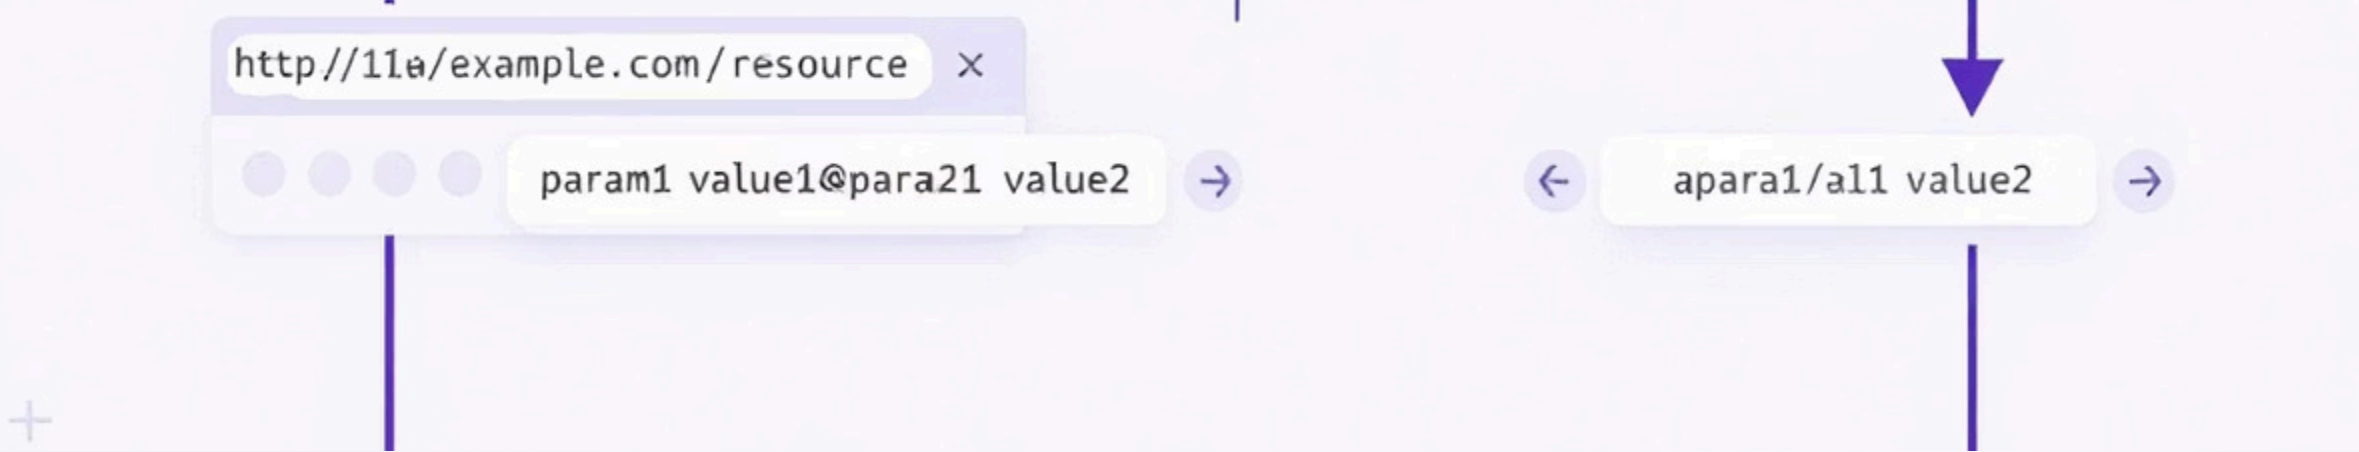 http://11a/example.com/resource
param1 value1@para21 value2
apara1/al1 value2